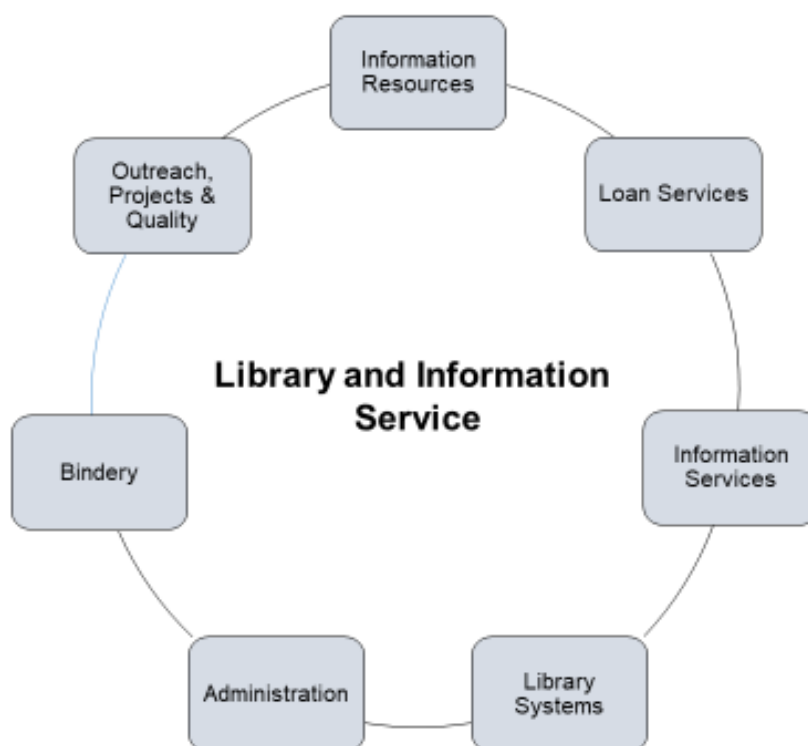 Information
Resources
Loan Services
Information
Services
Library
Systems
Administration
Bindery
Outreach,
Projects &
Quality
Library and Information
Service